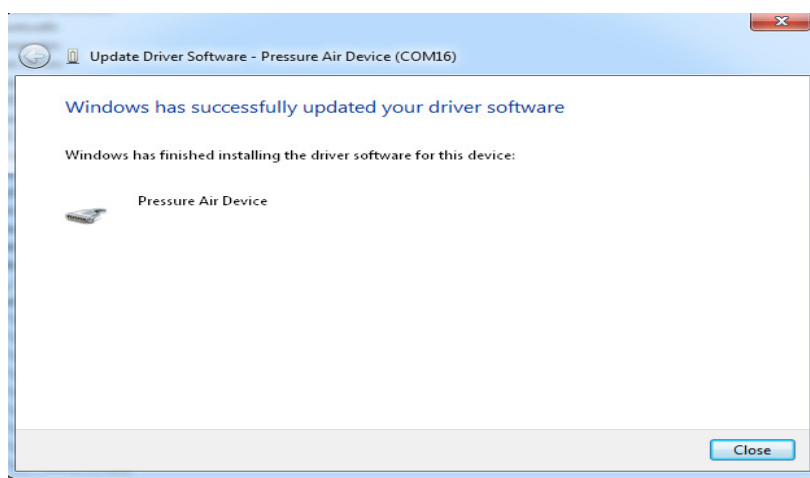 Update Driver Software - Pressure Air Device (COM16)
Windows has successfully updated your driver software
Windows has finished installing the driver software for this device:
Pressure Air Device
Close